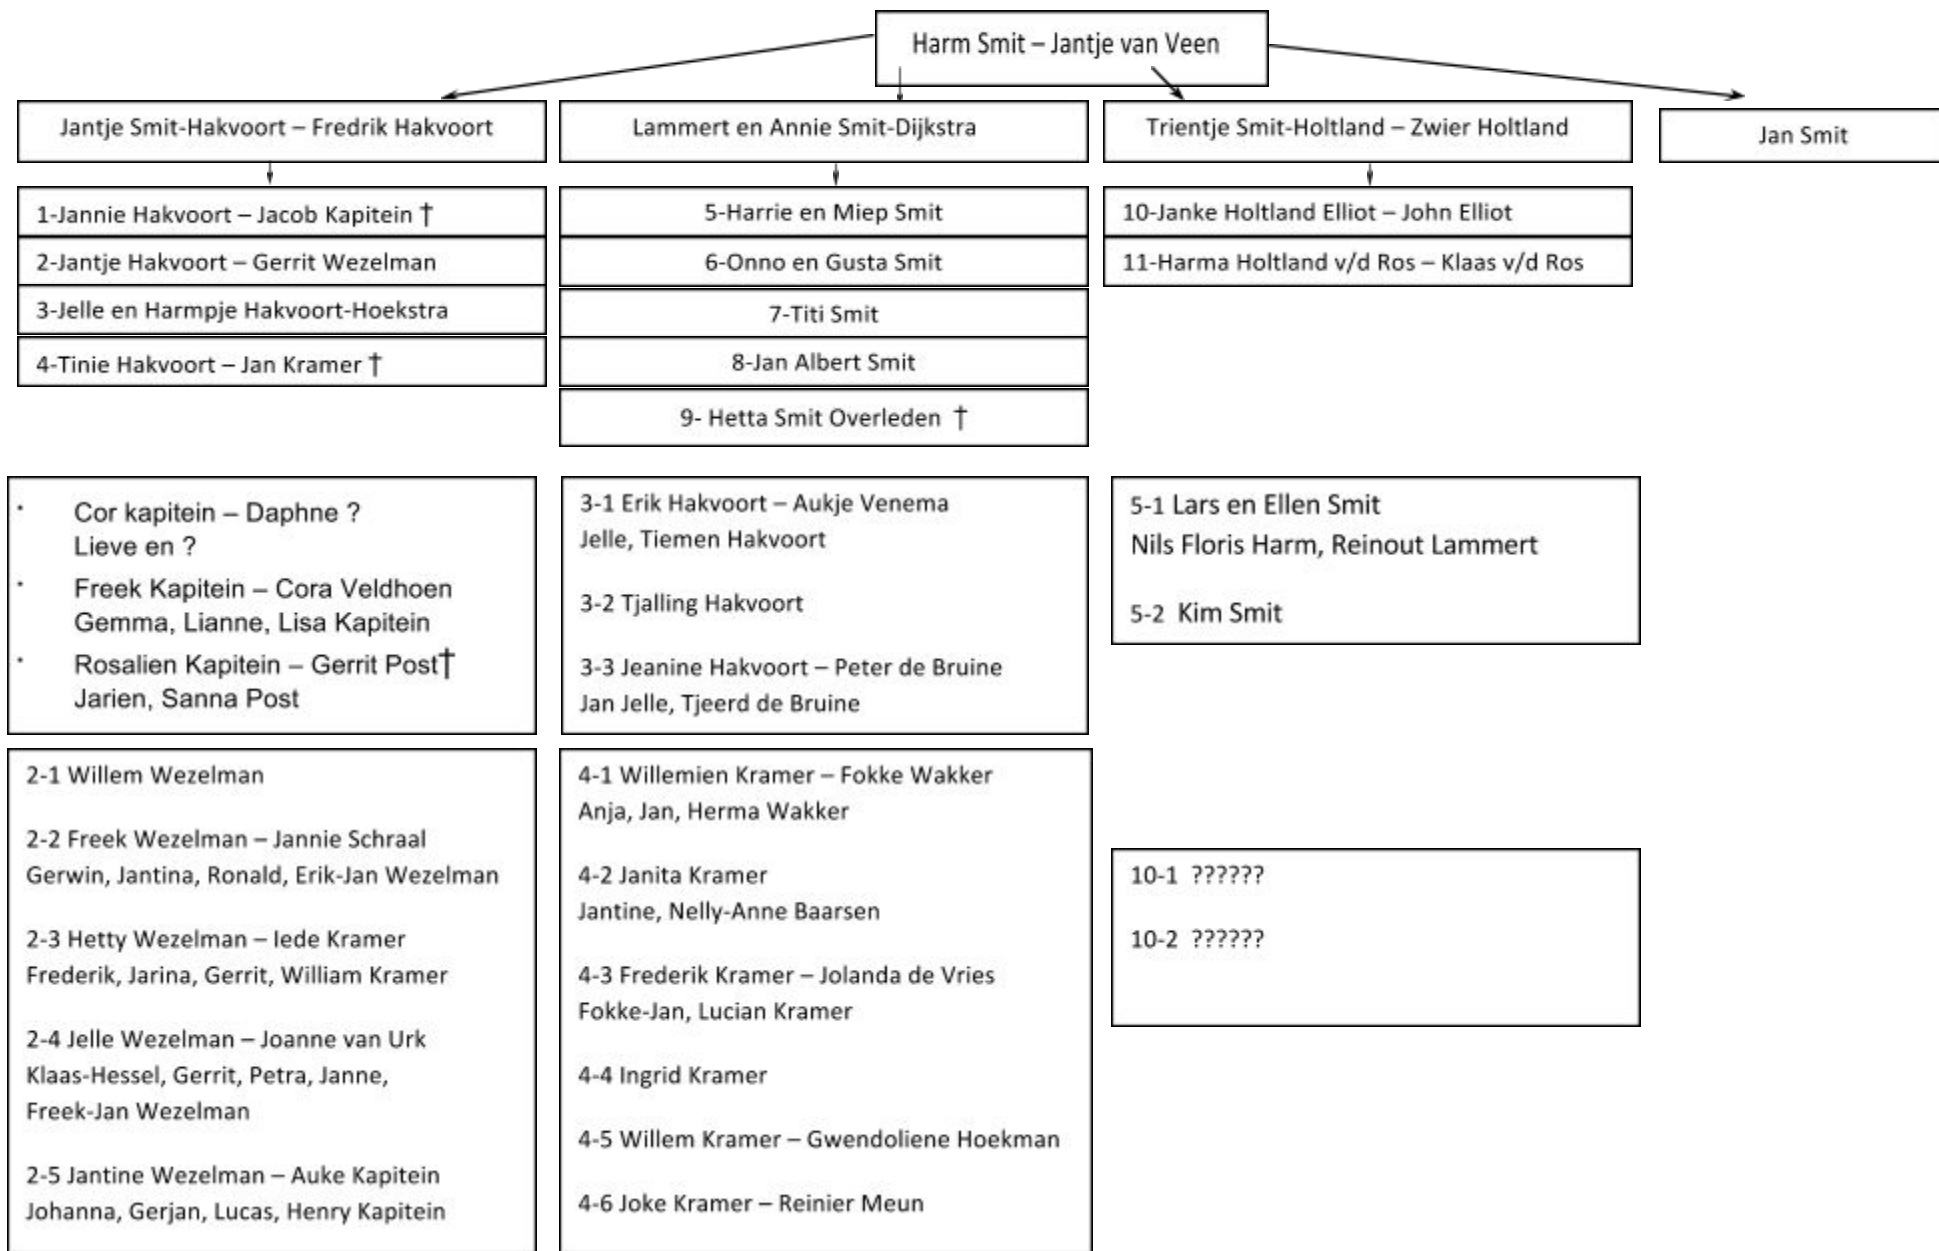 Harm Smit – Jantje van Veen
Jantje Smit-Hakvoort – Fredrik Hakvoort
Lammert en Annie Smit-Dijkstra
Trientje Smit-Holtland – Zwier Holtland
Jan Smit
1-Jannie Hakvoort – Jacob Kapitein †
2-Jantje Hakvoort – Gerrit Wezelman
3-Jelle en Harmpje Hakvoort-Hoekstra
4-Tinie Hakvoort – Jan Kramer †
5-Harrie en Miep Smit
6-Onno en Gusta Smit
7-Titi Smit
8-Jan Albert Smit
9- Hetta Smit Overleden †
10-Janke Holtland Elliot – John Elliot
11-Harma Holtland v/d Ros – Klaas v/d Ros
• Cor kapitein – Daphne ?
Lieve en ?
• Freek Kapitein – Cora Veldhoen
Gemma, Lianne, Lisa Kapitein
• Rosalien Kapitein – Gerrit Post†
Jarien, Sanna Post
3-1 Erik Hakvoort – Aukje Venema
Jelle, Tiemen Hakvoort
3-2 Tjalling Hakvoort
3-3 Jeanine Hakvoort – Peter de Bruine
Jan Jelle, Tjeerd de Bruine
5-1 Lars en Ellen Smit
Nils Floris Harm, Reinout Lammert
5-2 Kim Smit
2-1 Willem Wezelman
2-2 Freek Wezelman – Jannie Schraal
Gerwin, Jantina, Ronald, Erik-Jan Wezelman
2-3 Hetty Wezelman – Iede Kramer
Frederik, Jarina, Gerrit, William Kramer
2-4 Jelle Wezelman – Joanne van Urk
Klaas-Hessel, Gerrit, Petra, Janne,
Freek-Jan Wezelman
2-5 Jantine Wezelman – Auke Kapitein
Johanna, Gerjan, Lucas, Henry Kapitein
4-1 Willemien Kramer – Fokke Wakker
Anja, Jan, Herma Wakker
4-2 Janita Kramer
Jantine, Nelly-Anne Baarsen
4-3 Frederik Kramer – Jolanda de Vries
Fokke-Jan, Lucian Kramer
4-4 Ingrid Kramer
4-5 Willem Kramer – Gwendoliene Hoekman
4-6 Joke Kramer – Reinier Meun
10-1 ??????
10-2 ??????